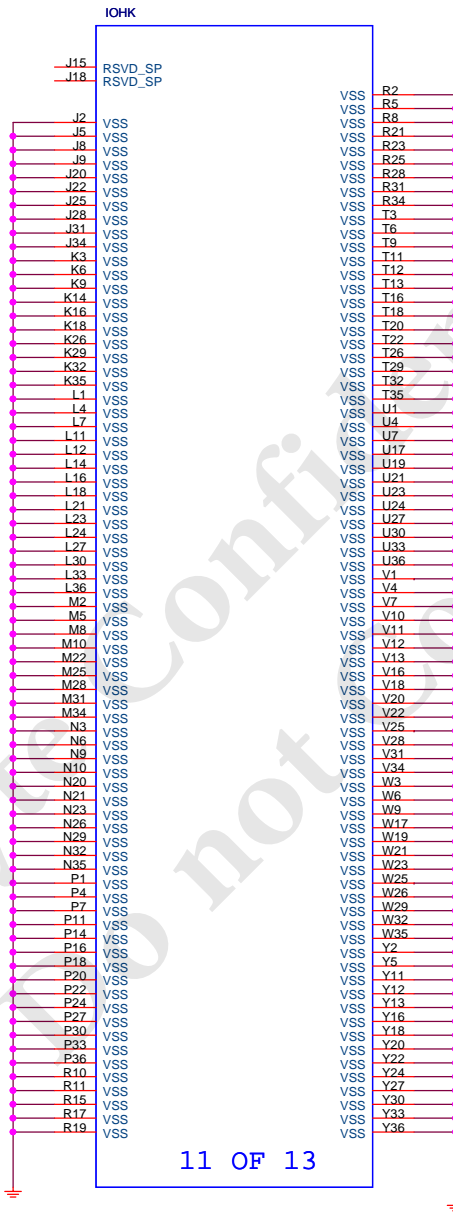 IOHK
J15 RSVD_SP
J18 RSVD_SP
J2 VSS
J5 VSS
J8 VSS
J9 VSS
J20 VSS
J22 VSS
J25 VSS
J28 VSS
J31 VSS
J34 VSS
K3 VSS
K6 VSS
K9 VSS
K14 VSS
K16 VSS
K18 VSS
K26 VSS
K29 VSS
K32 VSS
K35 VSS
L1 VSS
L4 VSS
L7 VSS
L11 VSS
L12 VSS
L14 VSS
L16 VSS
L18 VSS
L21 VSS
L23 VSS
L24 VSS
L27 VSS
L30 VSS
L33 VSS
L36 VSS
M2 VSS
M5 VSS
M8 VSS
M10 VSS
M22 VSS
M25 VSS
M28 VSS
M31 VSS
M34 VSS
N3 VSS
N6 VSS
N9 VSS
N10 VSS
N20 VSS
N21 VSS
N23 VSS
N26 VSS
N29 VSS
N32 VSS
N35 VSS
P1 VSS
P4 VSS
P7 VSS
P11 VSS
P14 VSS
P16 VSS
P18 VSS
P20 VSS
P22 VSS
P24 VSS
P27 VSS
P30 VSS
P33 VSS
P36 VSS
R10 VSS
R11 VSS
R15 VSS
R17 VSS
R19 VSS
VSS R2
VSS R5
VSS R8
VSS R21
VSS R23
VSS R25
VSS R28
VSS R31
VSS R34
VSS T3
VSS T6
VSS T9
VSS T11
VSS T12
VSS T13
VSS T16
VSS T18
VSS T20
VSS T22
VSS T26
VSS T29
VSS T32
VSS T35
VSS U1
VSS U4
VSS U7
VSS U17
VSS U19
VSS U21
VSS U23
VSS U24
VSS U27
VSS U30
VSS U33
VSS U36
VSS V1
VSS V4
VSS V7
VSS V10
VSS V11
VSS V12
VSS V13
VSS V16
VSS V18
VSS V20
VSS V22
VSS V25
VSS V28
VSS V31
VSS V34
VSS W3
VSS W6
VSS W9
VSS W17
VSS W19
VSS W21
VSS W23
VSS W25
VSS W26
VSS W29
VSS W32
VSS W35
VSS Y2
VSS Y5
VSS Y11
VSS Y12
VSS Y13
VSS Y16
VSS Y18
VSS Y20
VSS Y22
VSS Y24
VSS Y27
VSS Y30
VSS Y33
VSS Y36
11 OF 13
Do not